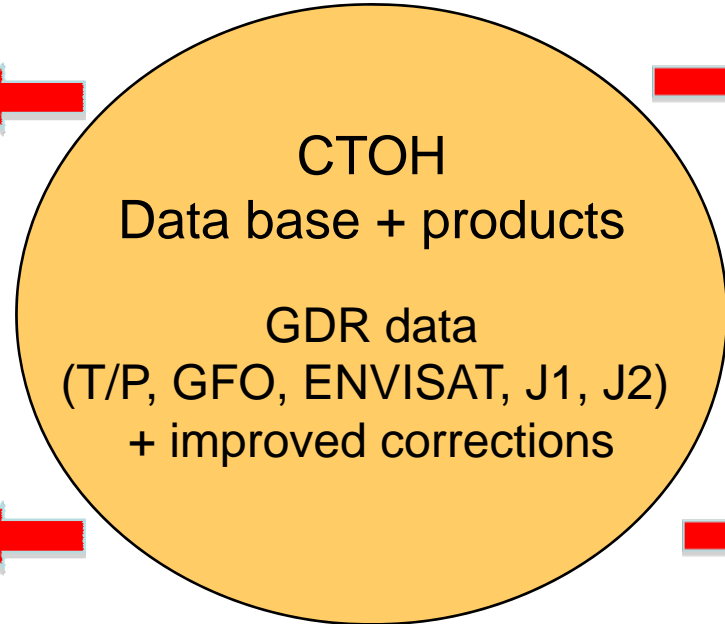 CTOH
Data base + products
GDR data
(T/P, GFO, ENVISAT, J1, J2)
+ improved corrections